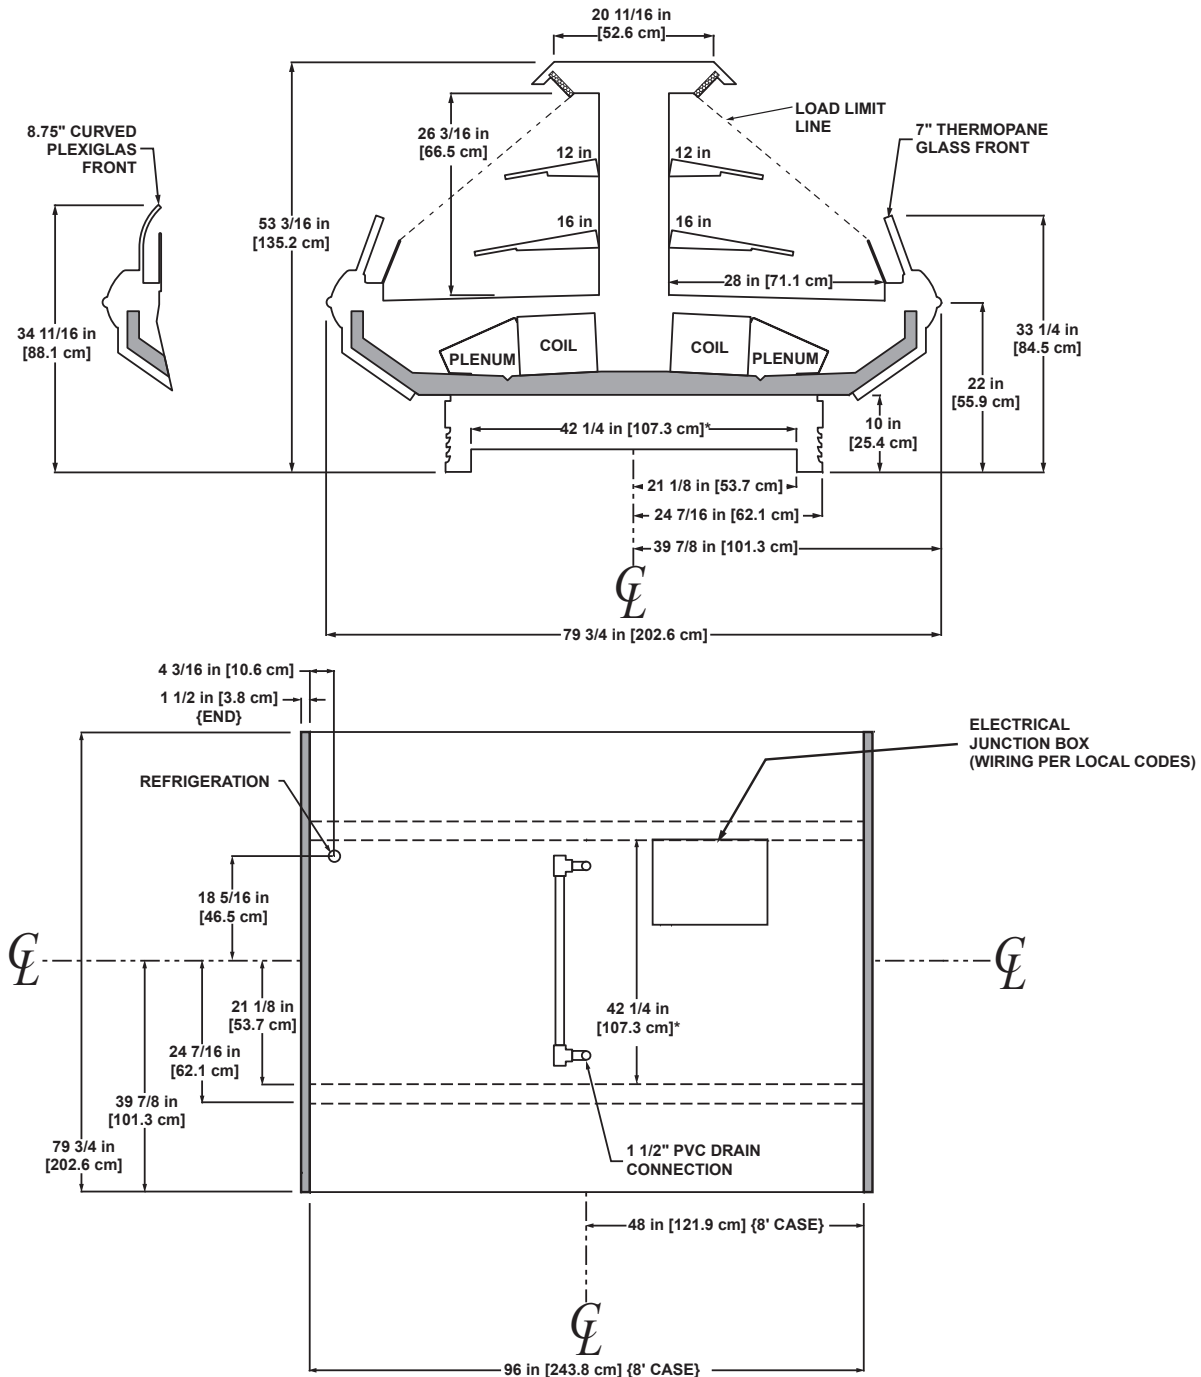 20 11/16 in
[52.6 cm]
8.75" CURVED
PLEXIGLAS
FRONT
26 3/16 in
[66.5 cm]
LOAD LIMIT
LINE
7" THERMOPANE
GLASS FRONT
12 in
12 in
53 3/16 in
[135.2 cm]
16 in
16 in
28 in [71.1 cm]
34 11/16 in
[88.1 cm]
33 1/4 in
[84.5 cm]
PLENUM
COIL
COIL
PLENUM
22 in
[55.9 cm]
10 in
[25.4 cm]
42 1/4 in [107.3 cm]*
21 1/8 in [53.7 cm]
24 7/16 in [62.1 cm]
39 7/8 in [101.3 cm]
CL
79 3/4 in [202.6 cm]
4 3/16 in [10.6 cm]
1 1/2 in [3.8 cm]
{END}
ELECTRICAL
JUNCTION BOX
(WIRING PER LOCAL CODES)
REFRIGERATION
18 5/16 in
[46.5 cm]
CL
CL
21 1/8 in
[53.7 cm]
42 1/4 in
[107.3 cm]*
24 7/16 in
[62.1 cm]
39 7/8 in
[101.3 cm]
79 3/4 in
[202.6 cm]
1 1/2" PVC DRAIN
CONNECTION
48 in [121.9 cm] {8' CASE}
CL
96 in [243.8 cm] {8' CASE}